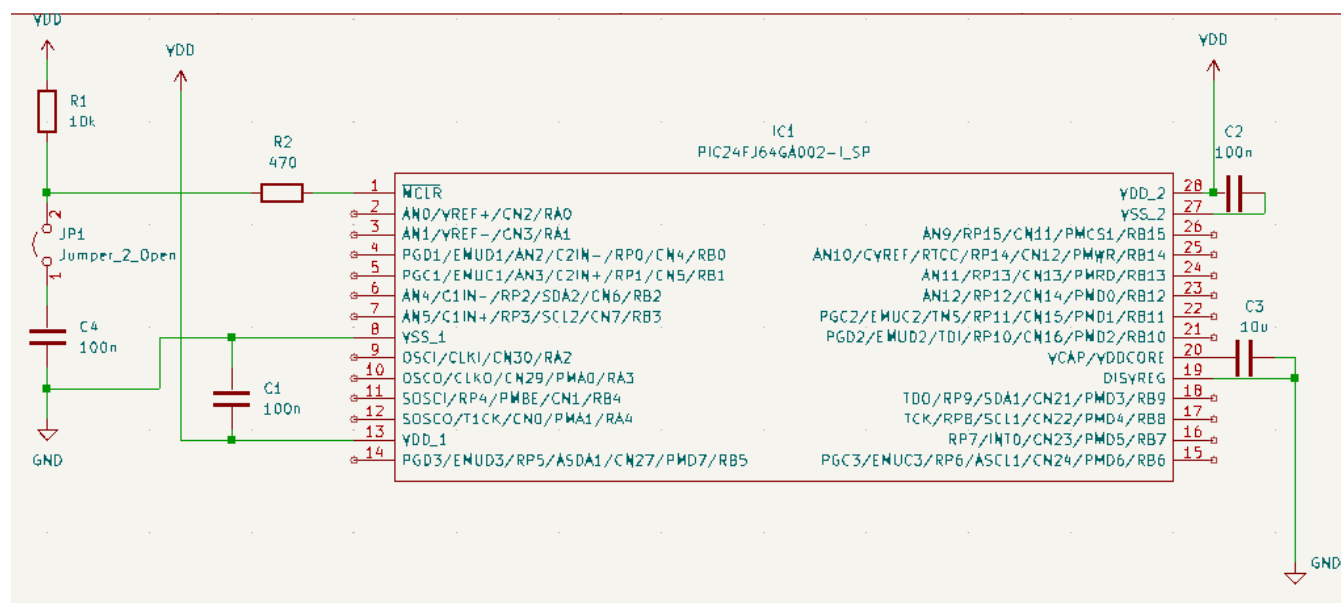 VDD
VDD
VDD
R1
10k
R2
470
IC1
PIC24FJ64GA002-I_SP
C2
100n
1 MCLR
2 AN0/VREF+/CN2/RA0
3 AN1/VREF-/CN3/RA1
4 PGD1/EMUD1/AN2/C2IN-/RP0/CN4/RB0
5 PGC1/EMUC1/AN3/C2IN+/RP1/CN5/RB1
6 AN4/C1IN-/RP2/SDA2/CN6/RB2
7 AN5/C1IN+/RP3/SCL2/CN7/RB3
8 VSS_1
9 OSCI/CLKI/CN30/RA2
10 OSCO/CLKO/CN29/PMA0/RA3
11 SOSCI/RP4/PMBE/CN1/RB4
12 SOSCO/T1CK/CN0/PMA1/RA4
13 VDD_1
14 PGD3/EMUD3/RP5/ASDA1/CN27/PMD7/RB5
VDD_2 28
VSS_2 27
AN9/RP15/CN11/PMCS1/RB15 26
AN10/CVREF/RTCC/RP14/CN12/PMWR/RB14 25
AN11/RP13/CN13/PMRD/RB13 24
AN12/RP12/CN14/PMD0/RB12 23
PGC2/EMUC2/TMS/RP11/CN15/PMD1/RB11 22
PGD2/EMUD2/TDI/RP10/CN16/PMD2/RB10 21
VCAP/VDDCORE 20
DISVREG 19
TDO/RP9/SDA1/CN21/PMD3/RB9 18
TCK/RP8/SCL1/CN22/PMD4/RB8 17
RP7/INT0/CN23/PMD5/RB7 16
PGC3/EMUC3/RP6/ASCL1/CN24/PMD6/RB6 15
2
JP1
Jumper_2_Open
1
C4
100n
C1
100n
C3
10u
GND
GND